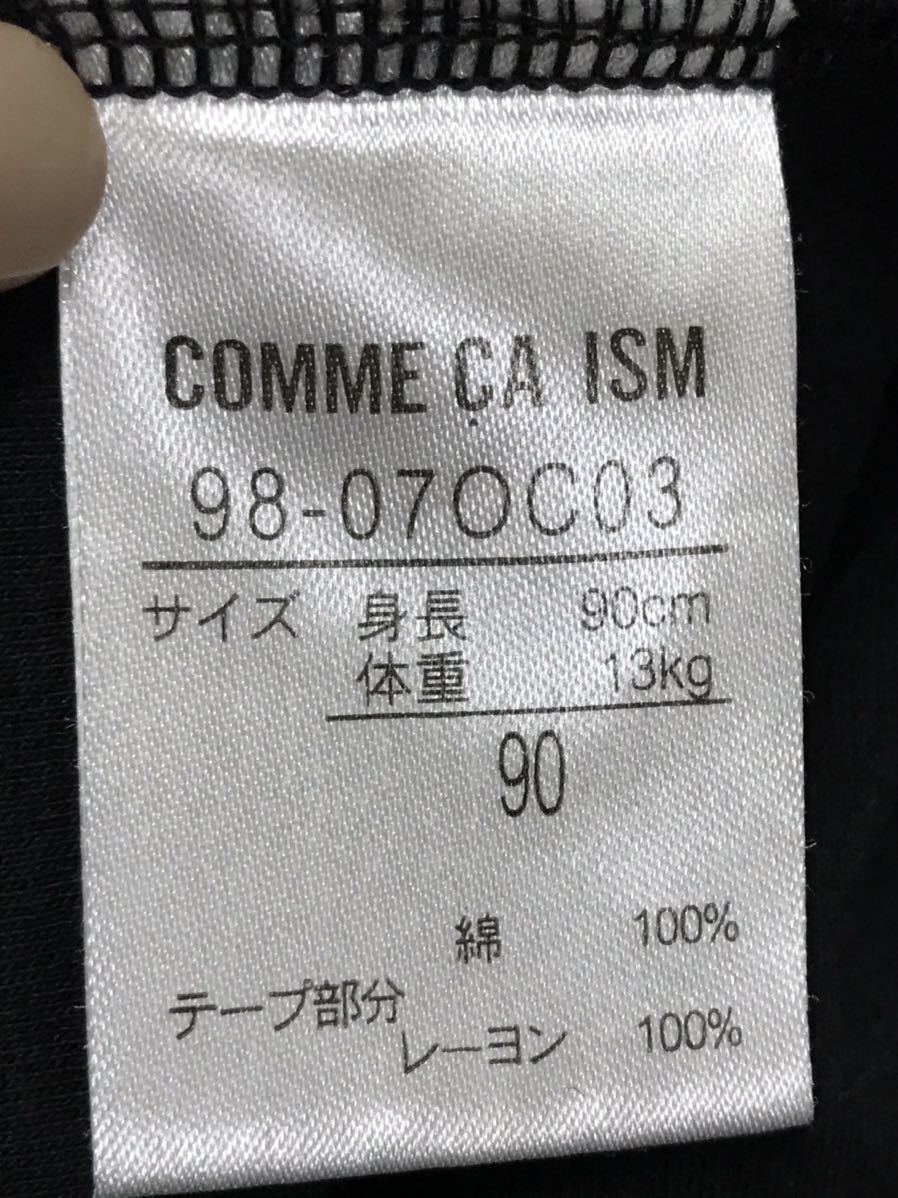 COMME ÇA ISM
98-07OC03
サイズ 身長 90cm
体重 13kg
90
綿 100%
テープ部分
レーヨン 100%